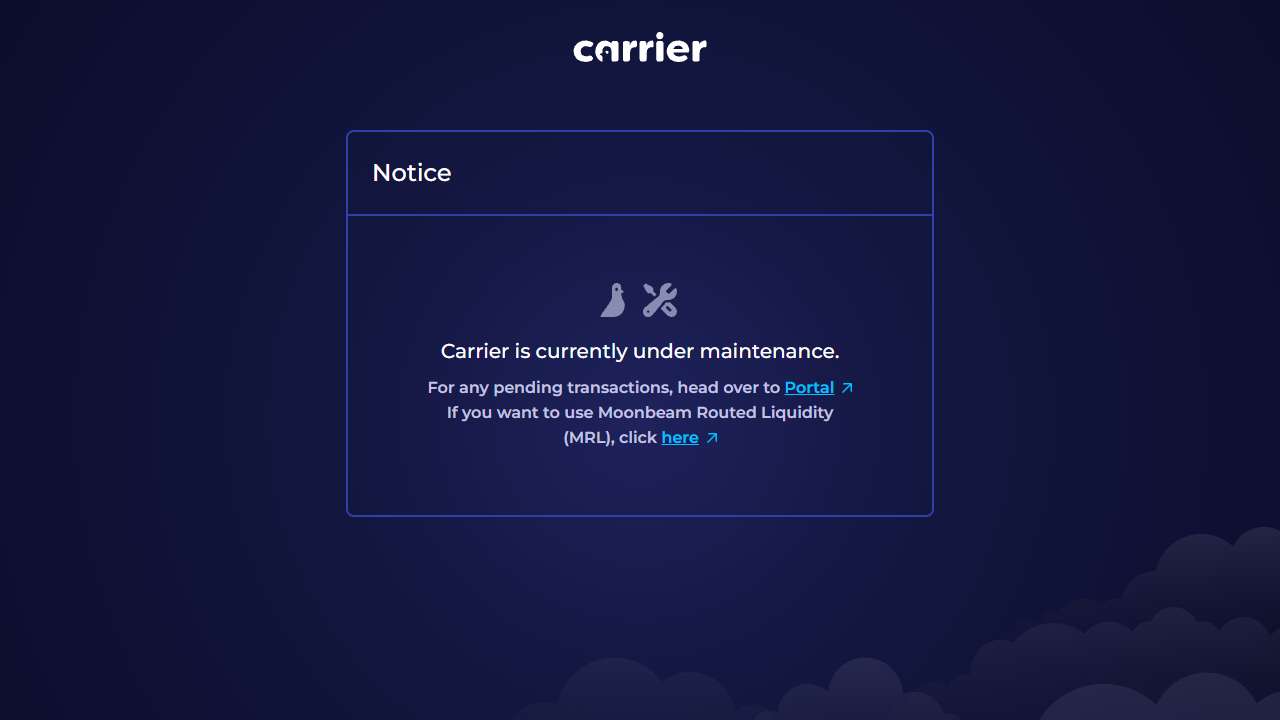 carrier
Notice
Carrier is currently under maintenance.
For any pending transactions, head over to Portal
If you want to use Moonbeam Routed Liquidity
(MRL), click here